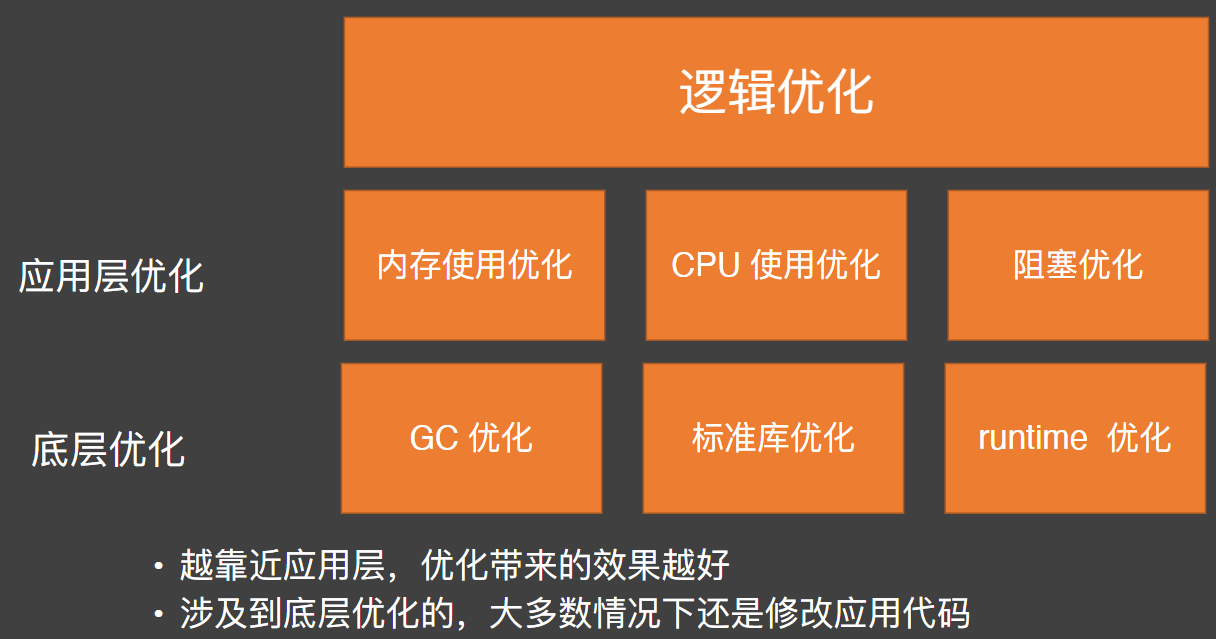 逻辑优化
应用层优化
内存使用优化
CPU 使用优化
阻塞优化
底层优化
GC 优化
标准库优化
runtime 优化
• 越靠近应用层，优化带来的效果越好
• 涉及到底层优化的，大多数情况下还是修改应用代码